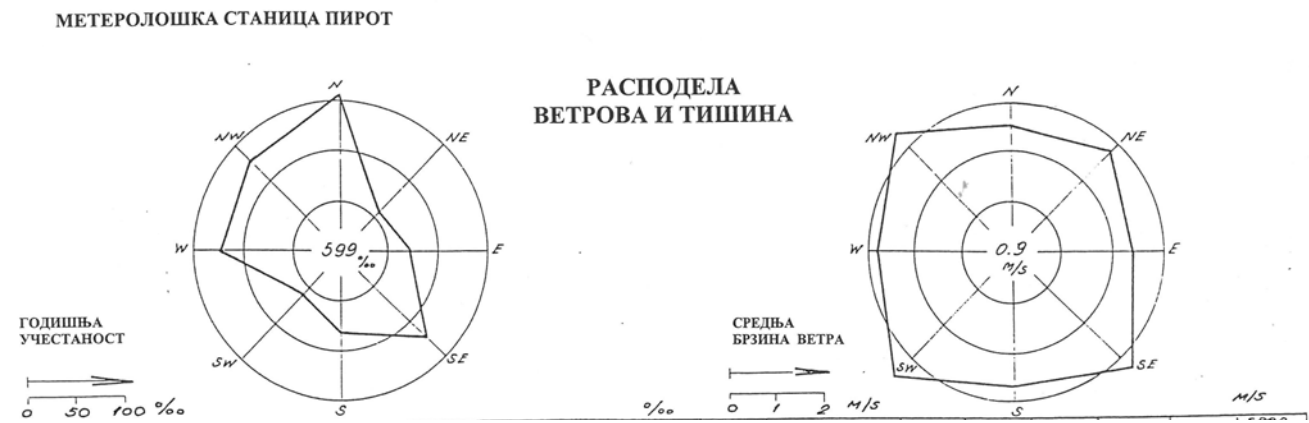 МЕТЕРОЛОШКА СТАНИЦА ПИРОТ
РАСПОДЕЛА
ВЕТРОВА И ТИШИНА
N
NW
NE
W
599 ‰
E
SW
SE
S
ГОДИШЊА
УЧЕСТАНОСТ
0 50 100 ‰
‰
N
NW
NE
W
0.9
M/S
E
SW
SE
S
СРЕДЊА
БРЗИНА ВЕТРА
0 1 2 M/S
M/S